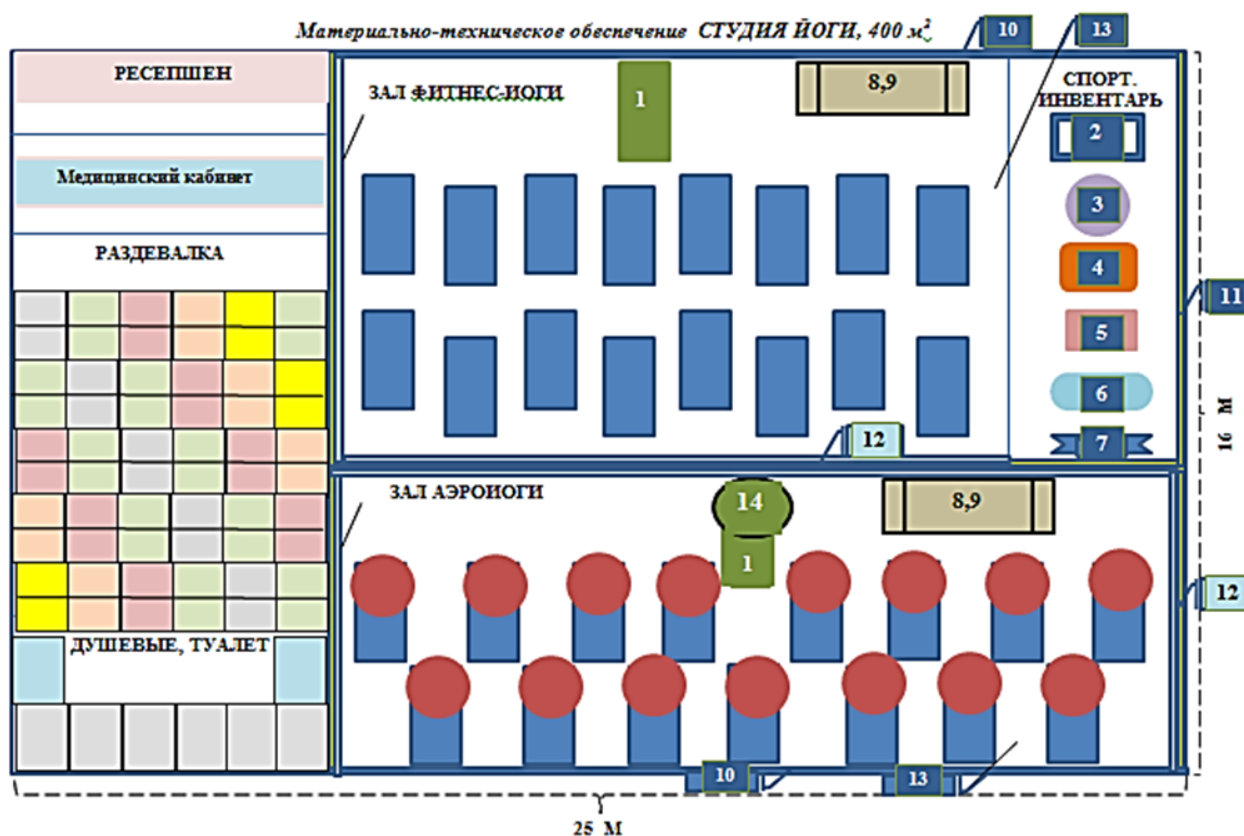 Материально-техническое обеспечение СТУДИЯ ЙОГИ, 400 м²
10
13
РЕСЕПШЕН
ЗАЛ ФИТНЕС-ЙОГИ
1
8,9
СПОРТ.
ИНВЕНТАРЬ
2
Медицинский кабинет
3
РАЗДЕВАЛКА
4
11
5
6
16 М
12
7
ЗАЛ АЭРОЙОГИ
14
8,9
1
12
ДУШЕВЫЕ, ТУАЛЕТ
10
13
25 М